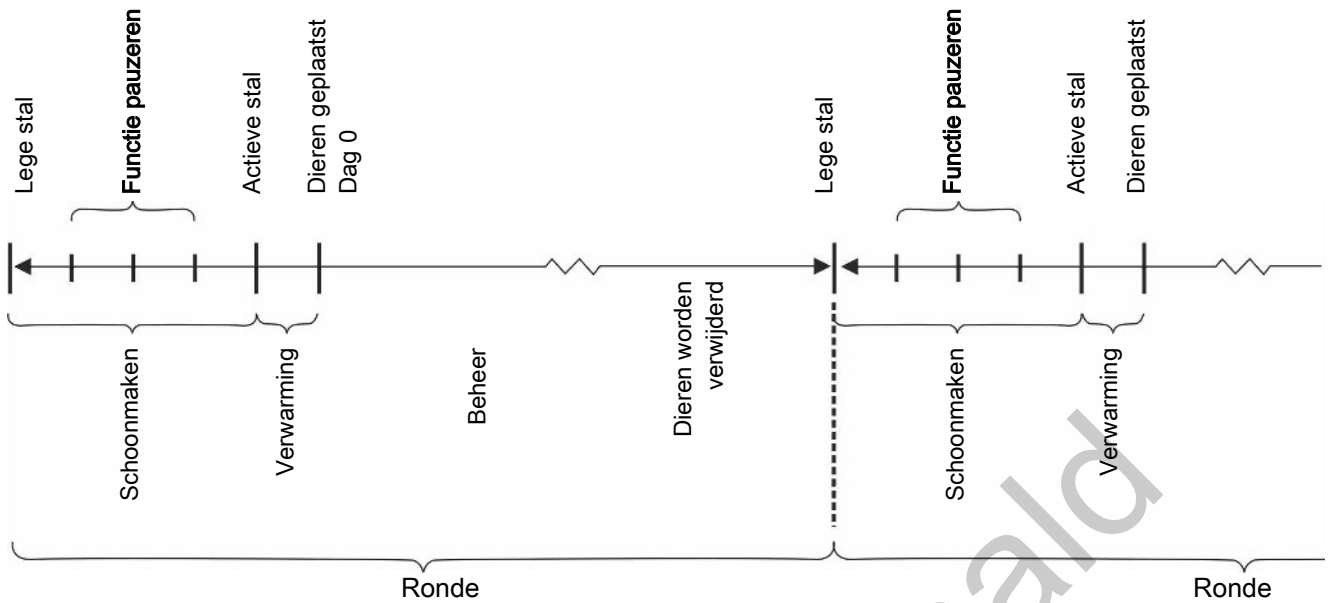 Lege stal
Functie pauzeren
Actieve stal
Dieren geplaatst
Dag 0
Lege stal
Functie pauzeren
Actieve stal
Dieren geplaatst
Schoonmaken
Verwarming
Beheer
Dieren worden
verwijderd
Schoonmaken
Verwarming
Ronde
Ronde
ald